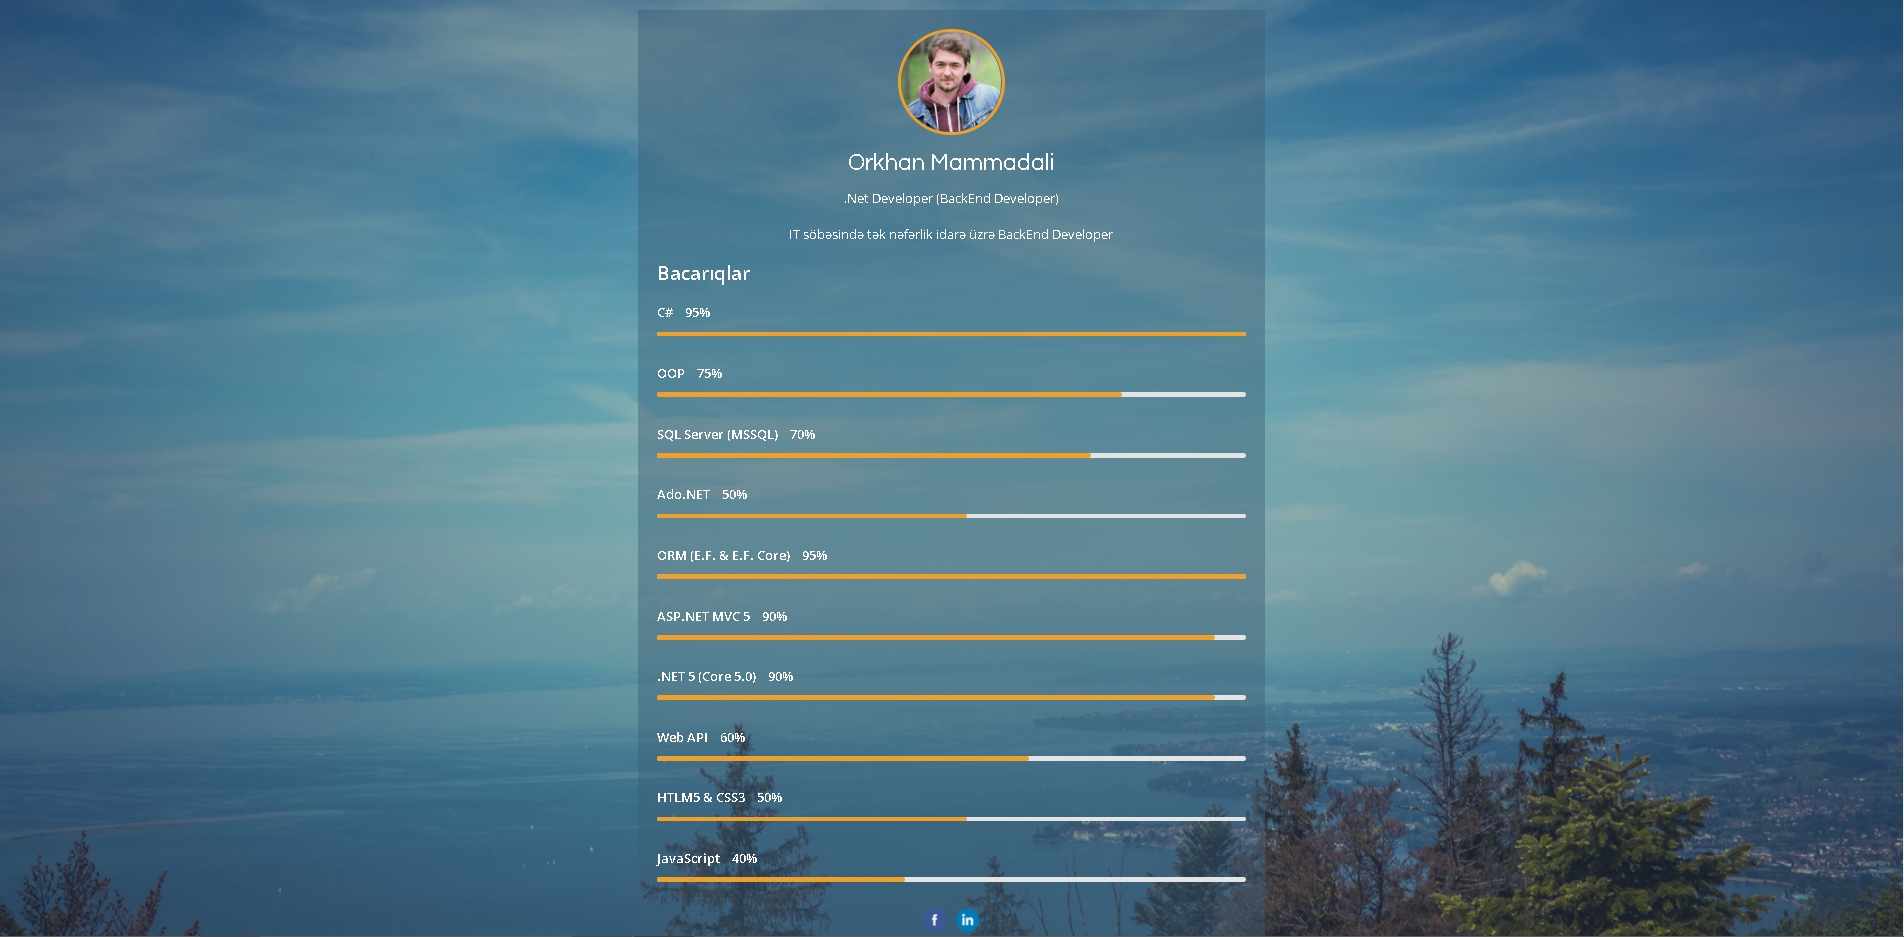 Orkhan Mammadali
.Net Developer (BackEnd Developer)
IT söbəsində tək nəfərlik idarə üzrə BackEnd Developer
Bacarıqlar
C# 95%
OOP 75%
SQL Server (MSSQL) 70%
Ado.NET 50%
ORM (E.F. & E.F. Core) 95%
ASP.NET MVC 5 90%
.NET 5 (Core 5.0) 90%
Web API 60%
HTLM5 & CSS3 50%
JavaScript 40%
f in